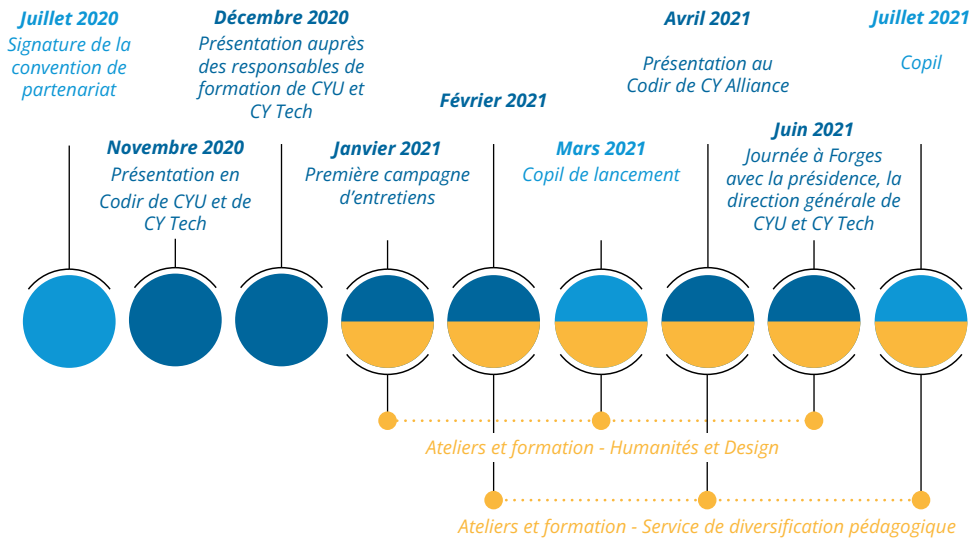 Juillet 2020
Signature de la
convention de
partenariat
Novembre 2020
Présentation en
Codir de CYU et de
CY Tech
Décembre 2020
Présentation auprès
des responsables de
formation de CYU et
CY Tech
Janvier 2021
Première campagne
d’entretiens
Février 2021
Mars 2021
Copil de lancement
Avril 2021
Présentation au
Codir de CY Alliance
Juin 2021
Journée à Forges
avec la présidence, la
direction générale de
CYU et CY Tech
Juillet 2021
Copil
Ateliers et formation - Humanités et Design
Ateliers et formation - Service de diversification pédagogique